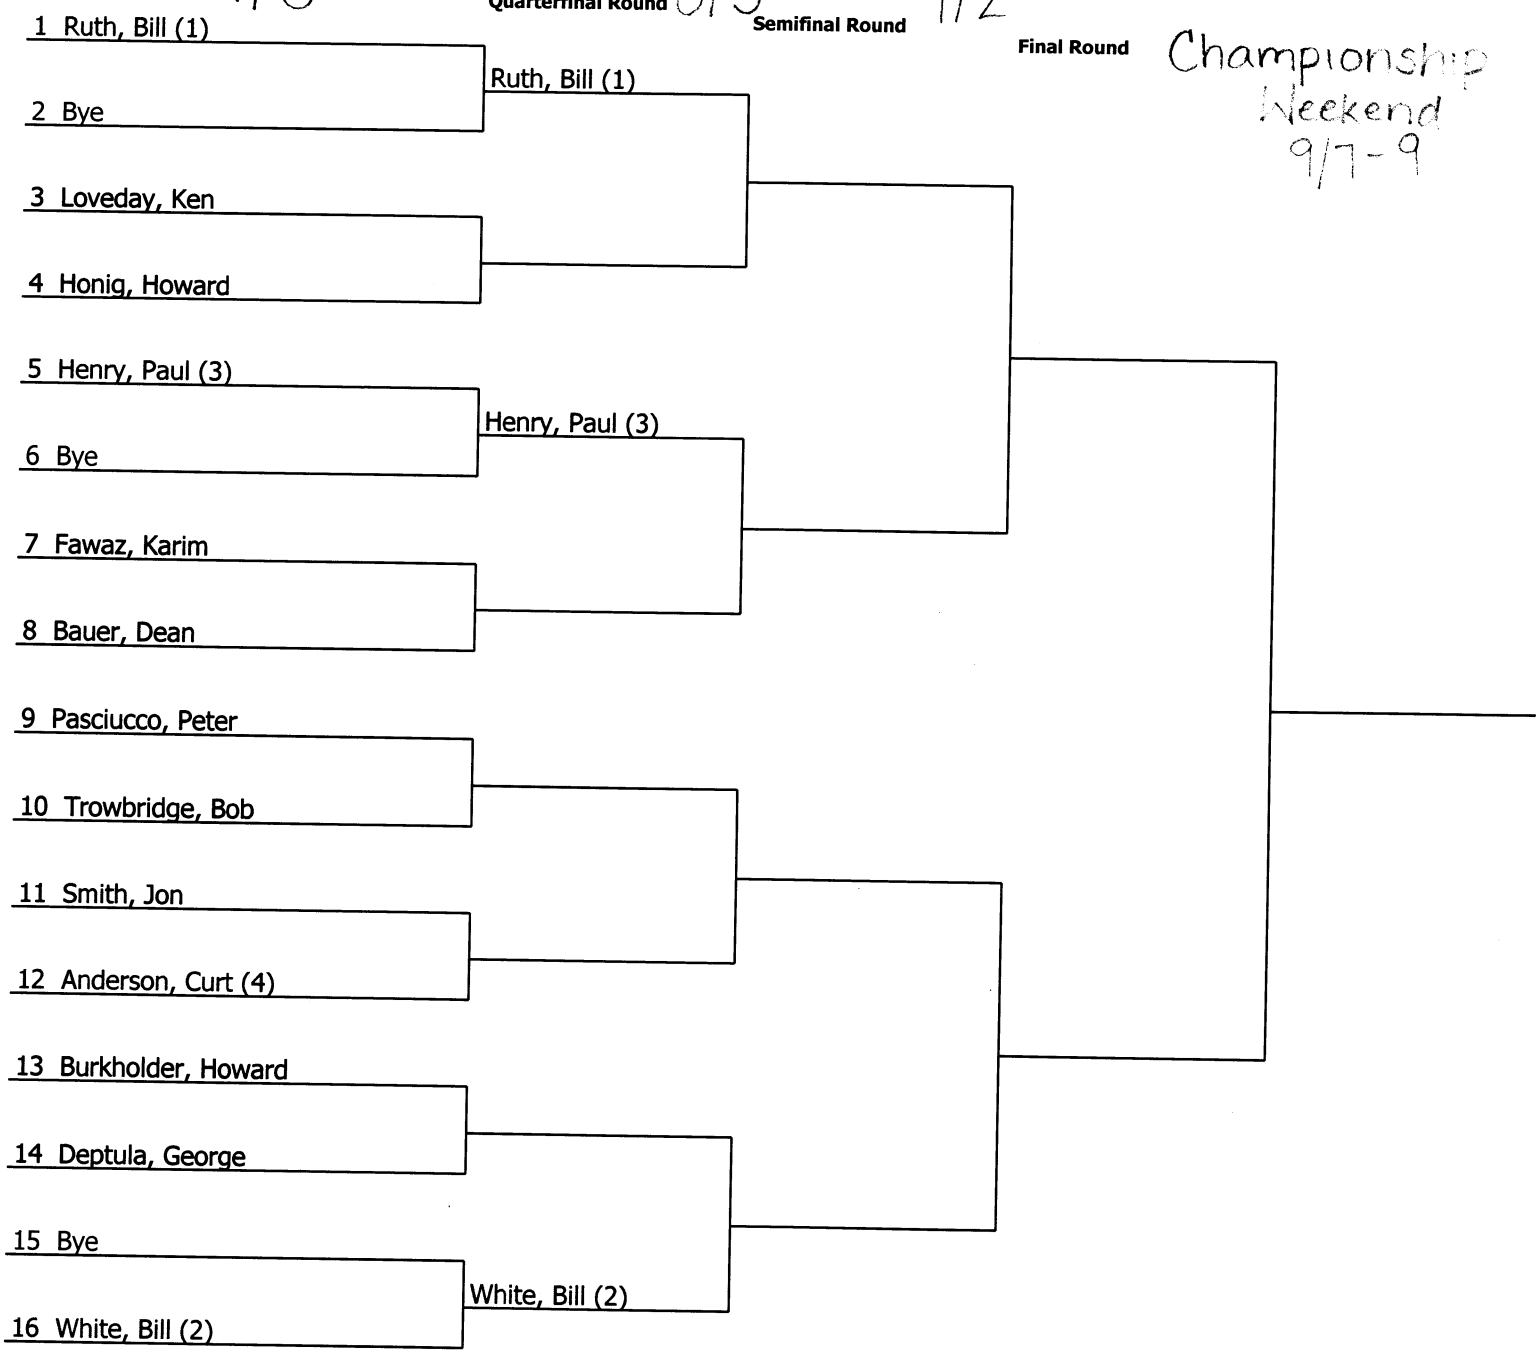 Quarterfinal Round
Semifinal Round
Final Round
Championship
Weekend
9/7-9
1 Ruth, Bill (1)
Ruth, Bill (1)
2 Bye
3 Loveday, Ken
4 Honig, Howard
5 Henry, Paul (3)
Henry, Paul (3)
6 Bye
7 Fawaz, Karim
8 Bauer, Dean
9 Pasciucco, Peter
10 Trowbridge, Bob
11 Smith, Jon
12 Anderson, Curt (4)
13 Burkholder, Howard
14 Deptula, George
15 Bye
White, Bill (2)
16 White, Bill (2)